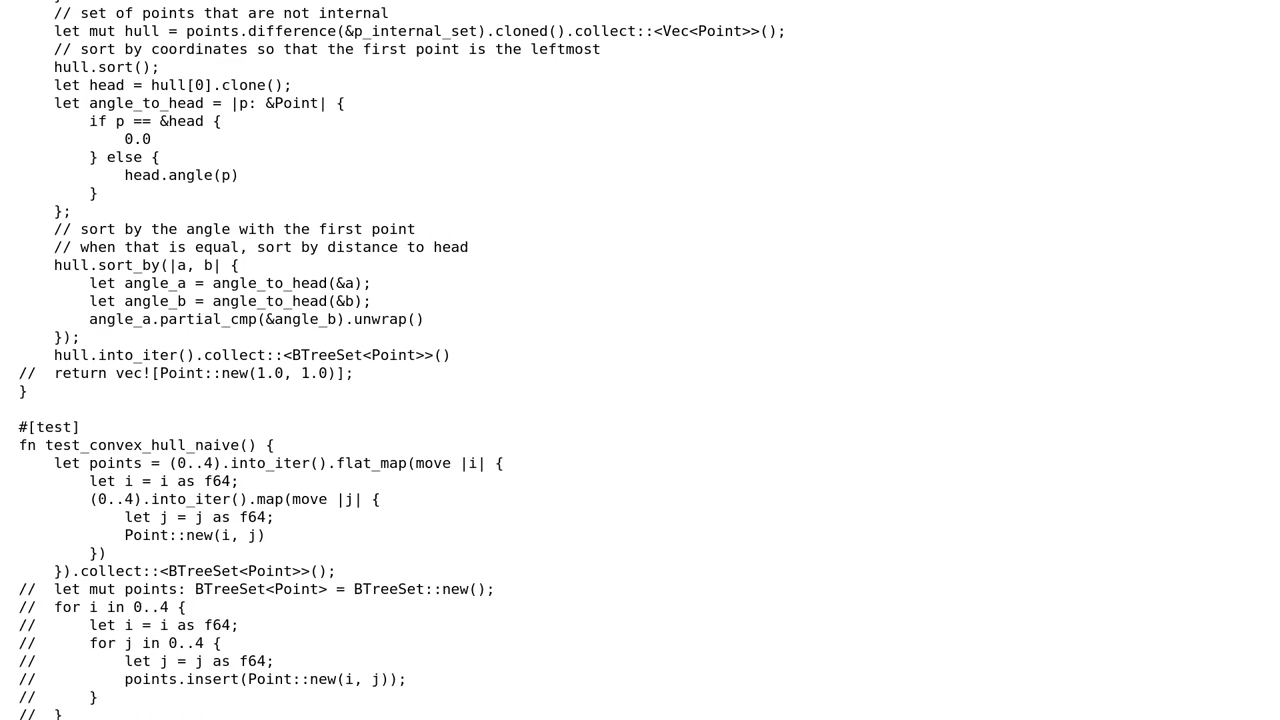 // set of points that are not internal
    let mut hull = points.difference(&p_internal_set).cloned().collect::<Vec<Point>>();
    // sort by coordinates so that the first point is the leftmost
    hull.sort();
    let head = hull[0].clone();
    let angle_to_head = |p: &Point| {
        if p == &head {
            0.0
        } else {
            head.angle(p)
        }
    };
    // sort by the angle with the first point
    // when that is equal, sort by distance to head
    hull.sort_by(|a, b| {
        let angle_a = angle_to_head(&a);
        let angle_b = angle_to_head(&b);
        angle_a.partial_cmp(&angle_b).unwrap()
    });
    hull.into_iter().collect::<BTreeSet<Point>>()
//  return vec![Point::new(1.0, 1.0)];
}

#[test]
fn test_convex_hull_naive() {
    let points = (0..4).into_iter().flat_map(move |i| {
        let i = i as f64;
        (0..4).into_iter().map(move |j| {
            let j = j as f64;
            Point::new(i, j)
        })
    }).collect::<BTreeSet<Point>>();
//  let mut points: BTreeSet<Point> = BTreeSet::new();
//  for i in 0..4 {
//      let i = i as f64;
//      for j in 0..4 {
//          let j = j as f64;
//          points.insert(Point::new(i, j));
//      }
//  }